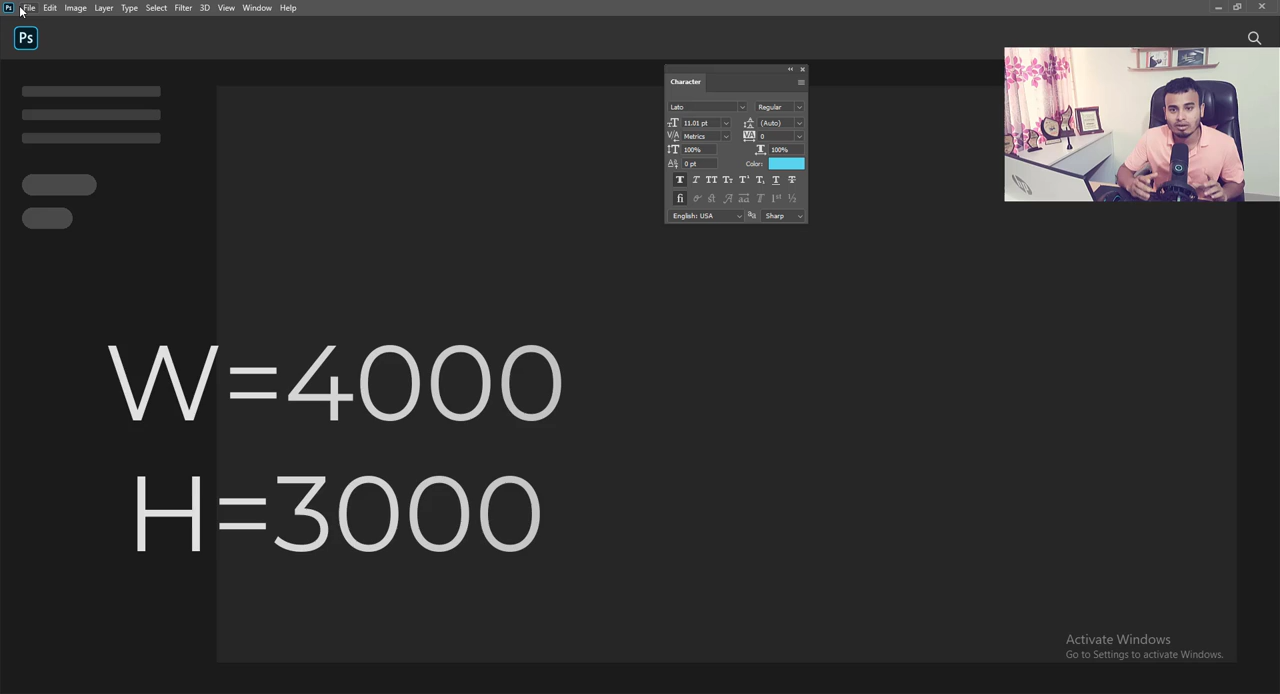 Ps File Edit Image Layer Type Select Filter 3D View Window Help
Ps
Character
Lato Regular
11.01 pt (Auto)
Metrics 0
100% 100%
0 pt Color:
English: USA Sharp
W=4000
H=3000
Activate Windows
Go to Settings to activate Windows.